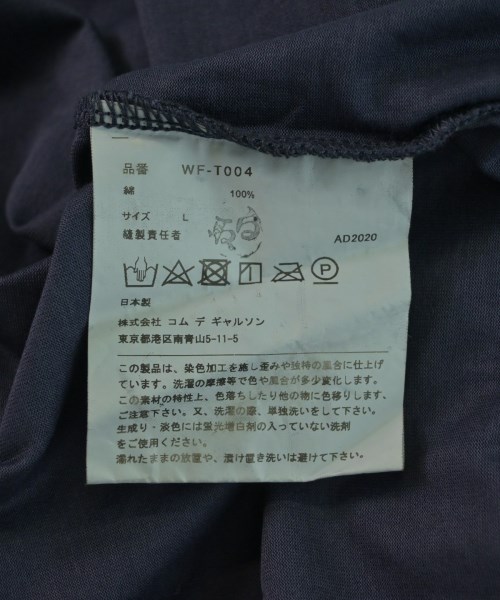 品番 WF-T004
綿 100%
サイズ L
縫製責任者
AD2020
P
日本製
株式会社 コム デ ギャルソン
東京都港区南青山5-11-5
この製品は、染色加工を施し歪みや独特の風合に仕上げ
ています。洗濯の摩擦等で色や風合が多少変化します。
この素材の特性上、色落ちしたり他の物に色移りします、
ご注意下さい。又、洗濯の際、単独洗いをして下さい。
生成り・淡色には蛍光増白剤の入っていない洗剤
をご使用ください。
濡れたままの放置や、漬け置き洗いは避けて下さい。